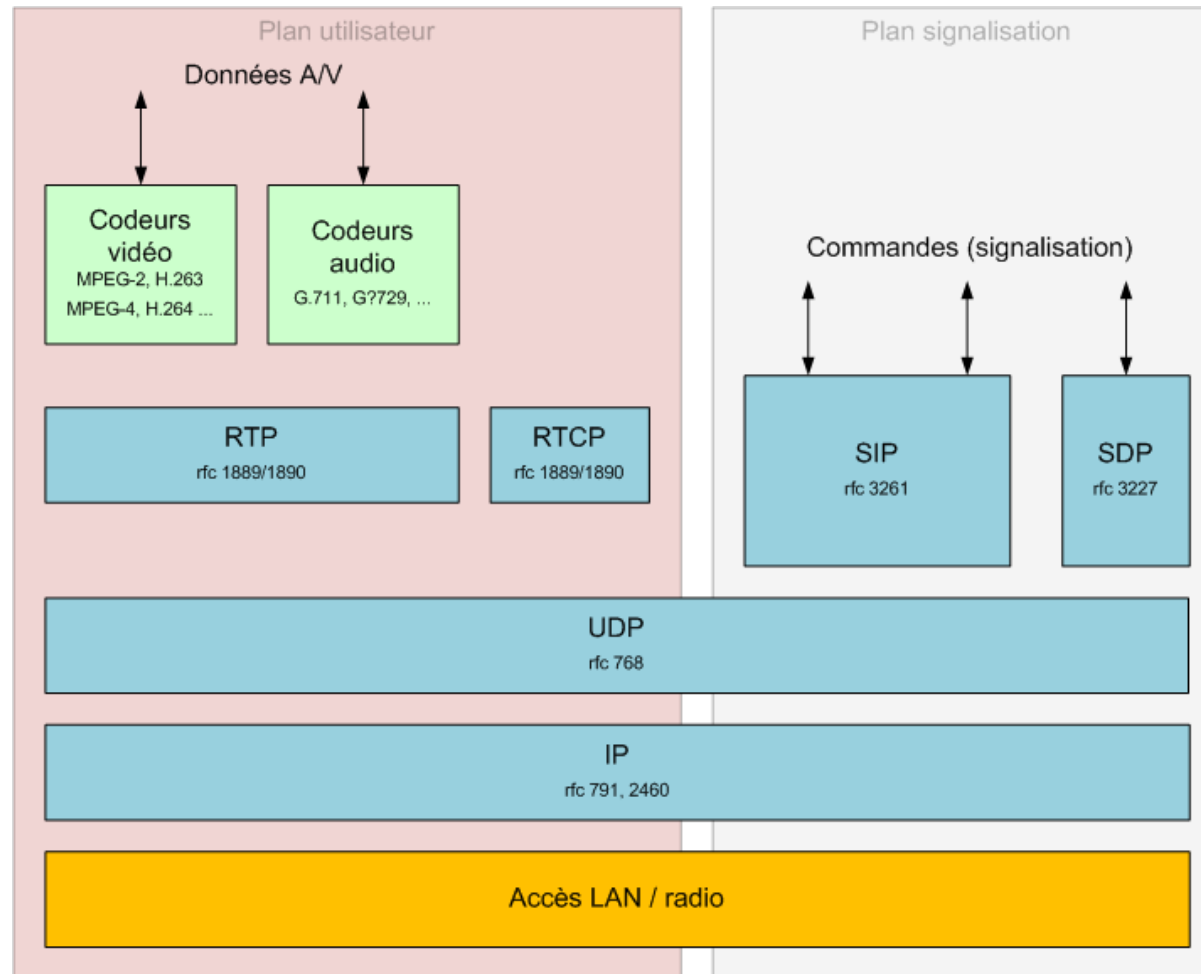 Plan utilisateur
Données A/V
Codeurs
vidéo
MPEG-2, H.263
MPEG-4, H.264 ...
Codeurs
audio
G.711, G?729, ...
RTP
rfc 1889/1890
RTCP
rfc 1889/1890
Plan signalisation
Commandes (signalisation)
SIP
rfc 3261
SDP
rfc 3227
UDP
rfc 768
IP
rfc 791, 2460
Accès LAN / radio